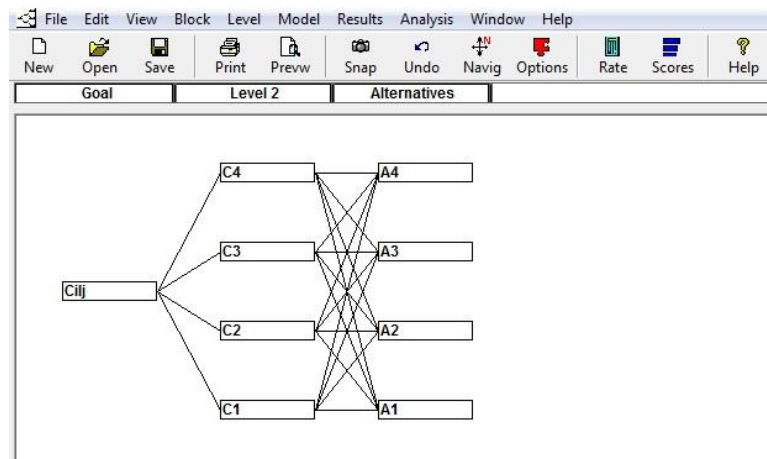 File Edit View Block Level Model Results Analysis Window Help
New Open Save Print Prevw Snap Undo Navig Options Rate Scores Help
Goal Level 2 Alternatives
C4 A4
C3 A3
Cilj
C2 A2
C1 A1